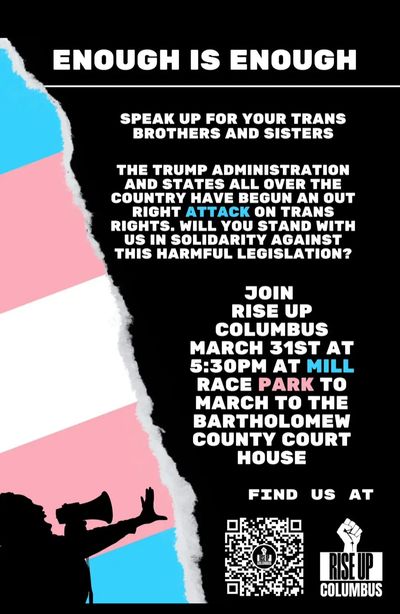 ENOUGH IS ENOUGH
SPEAK UP FOR YOUR TRANS
BROTHERS AND SISTERS
THE TRUMP ADMINISTRATION
AND STATES ALL OVER THE
COUNTRY HAVE BEGUN AN OUT
RIGHT ATTACK ON TRANS
RIGHTS. WILL YOU STAND WITH
US IN SOLIDARITY AGAINST
THIS HARMFUL LEGISLATION?
JOIN
RISE UP
COLUMBUS
MARCH 31ST AT
5:30PM AT MILL
RACE PARK TO
MARCH TO THE
BARTHOLOMEW
COUNTY COURT
HOUSE
FIND US AT
RISE UP
COLUMBUS